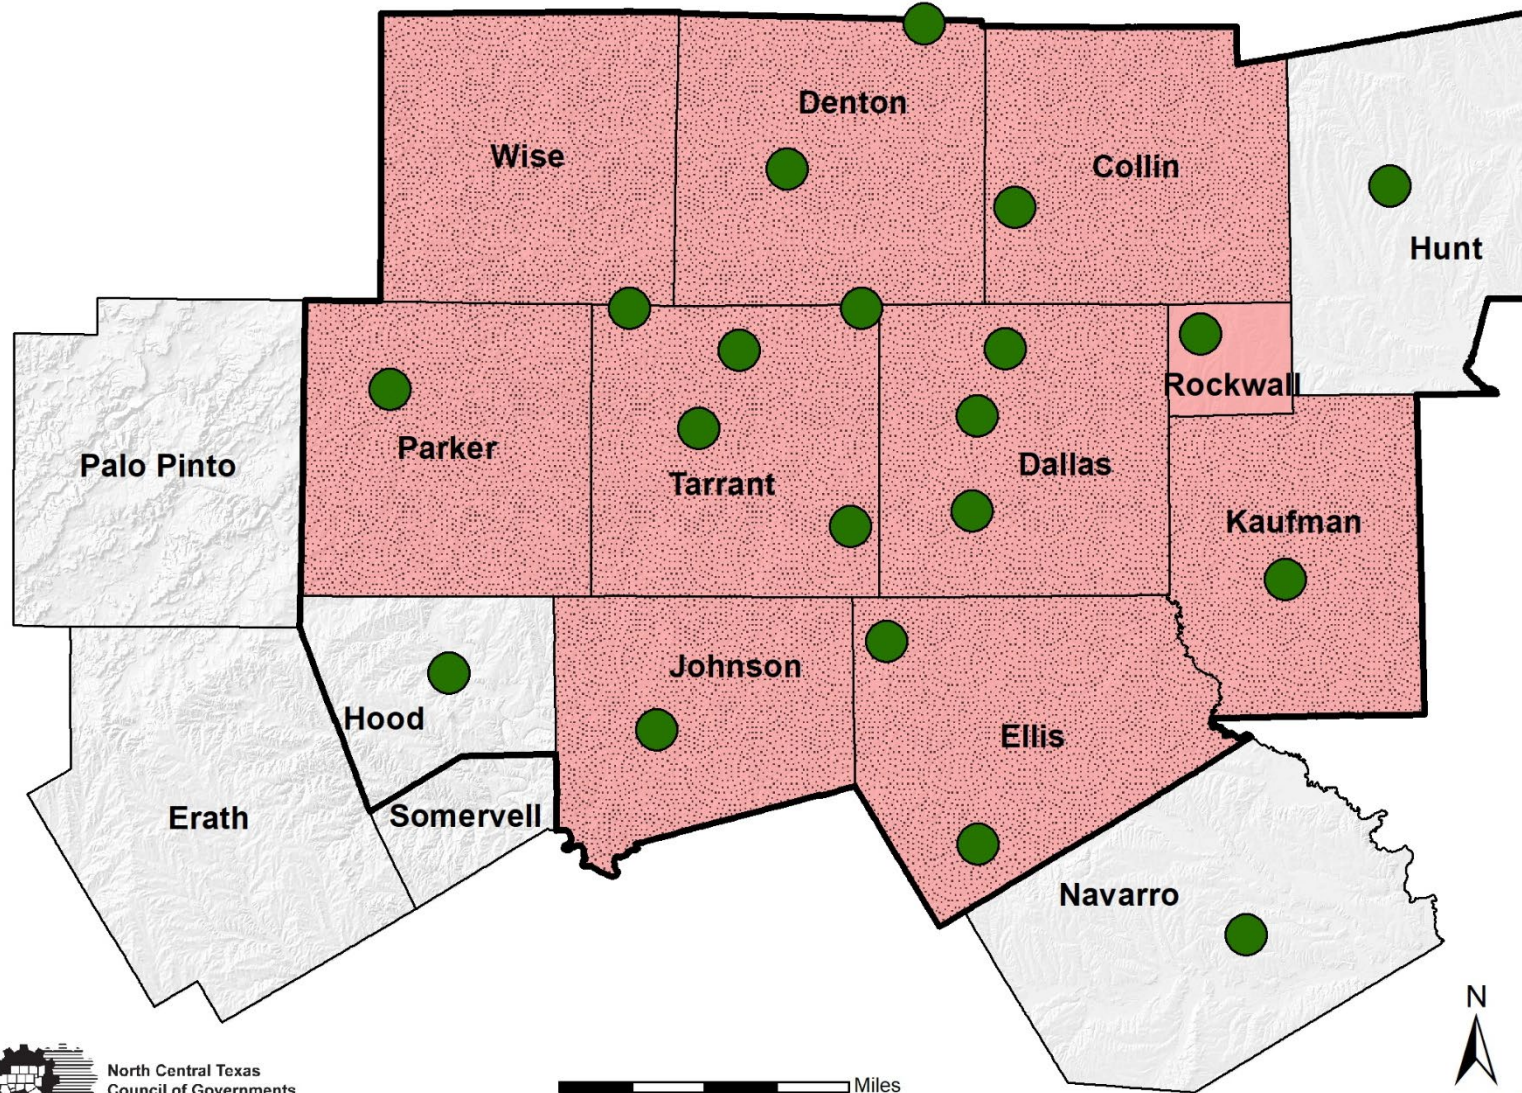 Denton
Wise
Collin
Hunt
Rockwall
Parker
Palo Pinto
Dallas
Tarrant
Kaufman
Johnson
Hood
Ellis
Somervell
Erath
Navarro
N
North Central Texas
Council of Governments
Miles